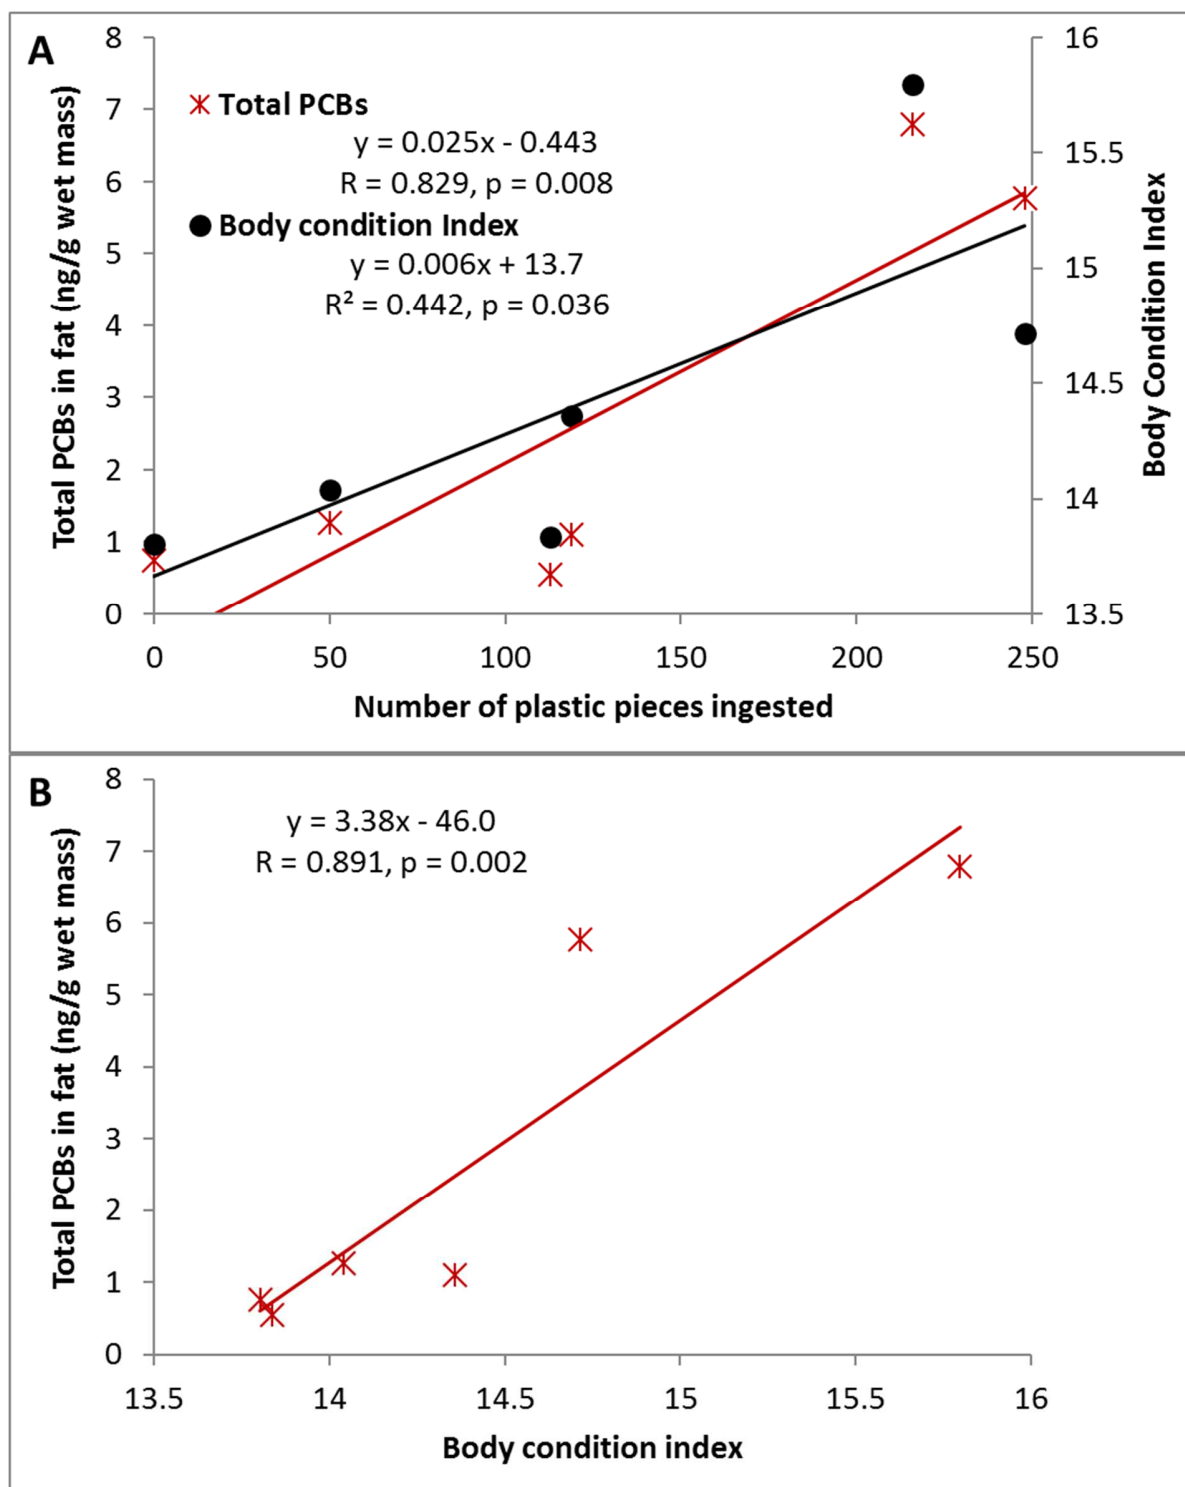 A
Total PCBs in fat (ng/g wet mass)
8
7
6
5
4
3
2
1
0
Total PCBs
y = 0.025x - 0.443
R = 0.829, p = 0.008
Body condition Index
y = 0.006x + 13.7
R² = 0.442, p = 0.036
16
15.5
15
14.5
14
13.5
Body Condition Index
0 50 100 150 200 250
Number of plastic pieces ingested
B
Total PCBs in fat (ng/g wet mass)
8
7
6
5
4
3
2
1
0
y = 3.38x - 46.0
R = 0.891, p = 0.002
13.5 14 14.5 15 15.5 16
Body condition index